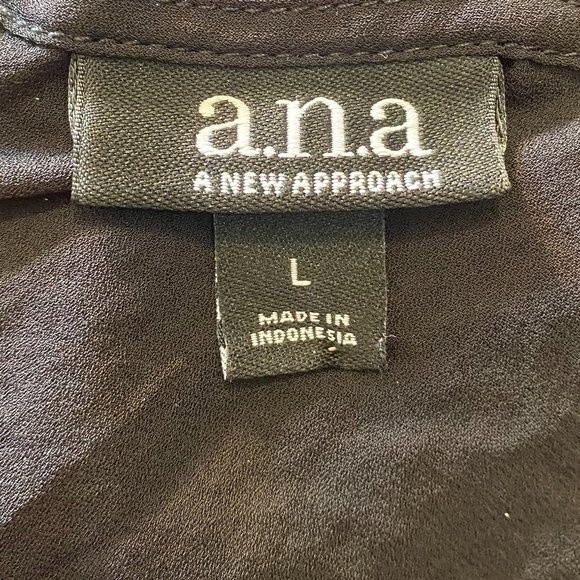 a.n.a
A NEW APPROACH
L
MADE IN
INDONESIA